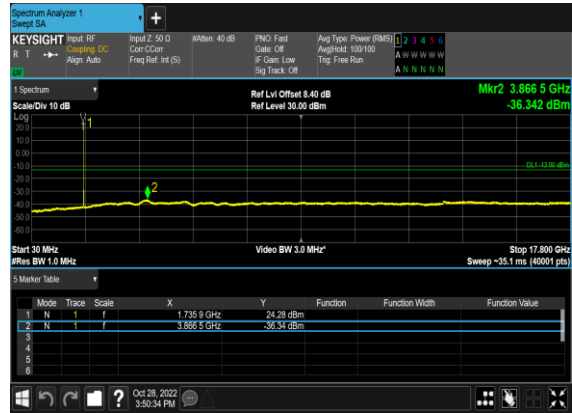 Spectrum Analyzer 1
Swept SA
+
KEYSIGHT Input: RF Input Z: 50 Ω #Atten: 40 dB PNO: Fast Avg Type: Power (RMS) 1 2 3 4 5 6
R T Coupling: DC Corr CCorr Gate: Off Avg|Hold: 100/100 A W W W W W
Align: Auto Freq Ref: Int (S) IF Gain: Low Trig: Free Run
LW Sig Track: Off A N N N N N
1 Spectrum Ref Lvl Offset 8.40 dB Mkr2 3.866 5 GHz
Scale/Div 10 dB Ref Level 30.00 dBm -36.342 dBm
Log
20.0
10.0
0.00
-10.0
-20.0
-30.0
-40.0
-50.0
-60.0
1
2
DL1 -13.00 dBm
Start 30 MHz Video BW 3.0 MHz* Stop 17.800 GHz
#Res BW 1.0 MHz Sweep ~35.1 ms (40001 pts)
5 Marker Table
Mode Trace Scale X Y Function Function Width Function Value
1 N 1 f 1.735 9 GHz 24.28 dBm
2 N 1 f 3.866 5 GHz -36.34 dBm
3
4
5
6
? Oct 28, 2022
3:50:34 PM